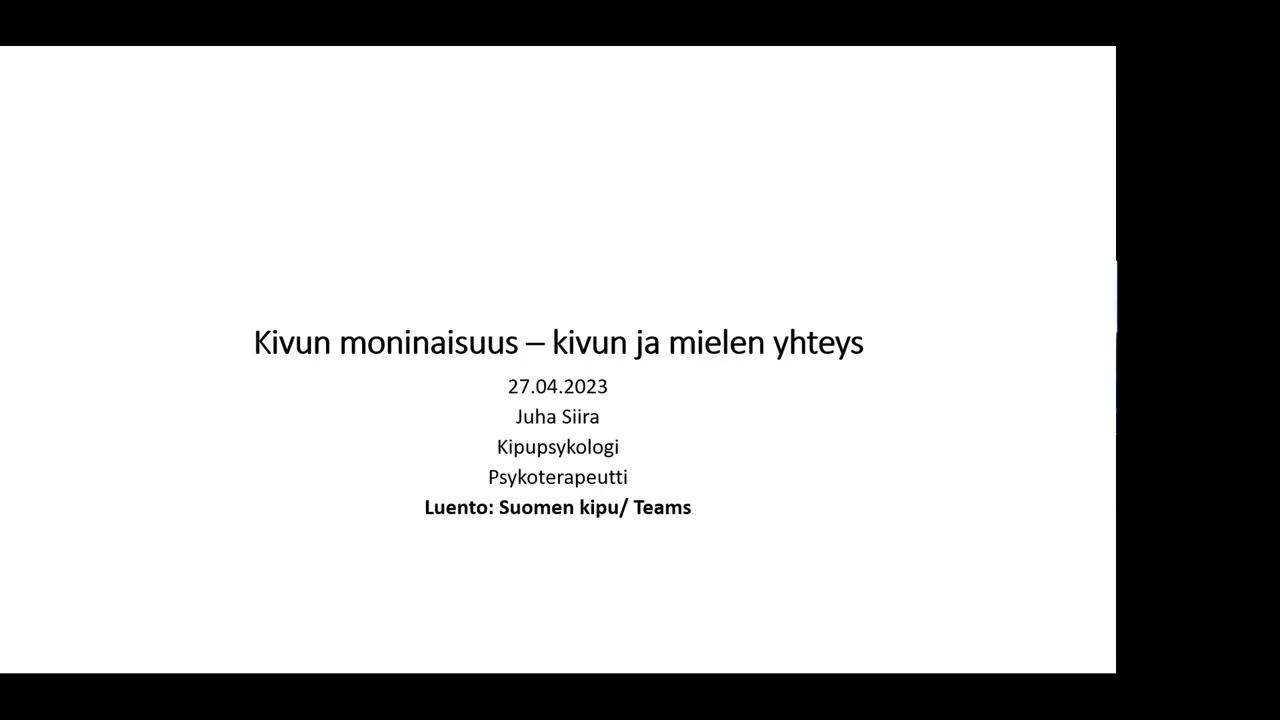 Kivun moninaisuus – kivun ja mielen yhteys
27.04.2023
Juha Siira
Kipupsykologi
Psykoterapeutti
Luento: Suomen kipu/ Teams